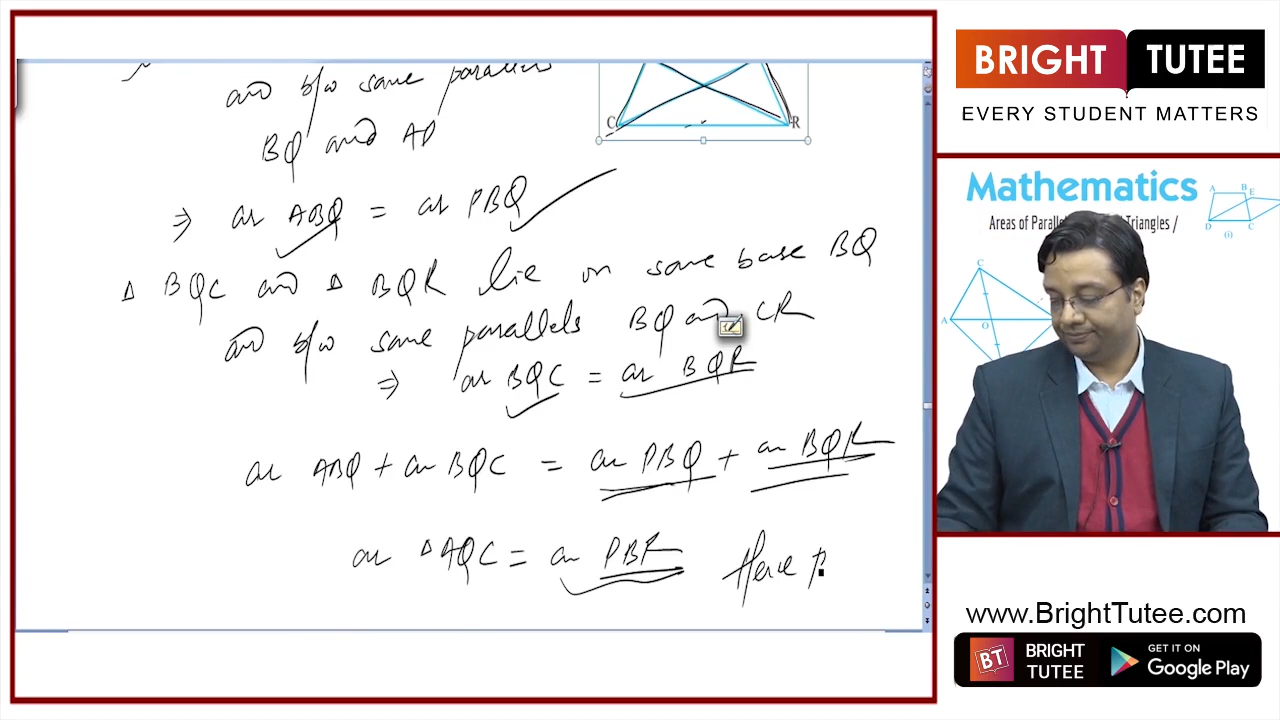 and b/w same parallels
BQ and AP
C R
⇒ ar ABQ = ar PBQ
Δ BQC and Δ BQR lie on same base BQ
and b/w same parallels BQ and CR
⇒ ar BQC = ar BQR
ar ABQ + ar BQC = ar PBQ + ar BQR
ar ΔAQC = ar PBR Hence p
BRIGHT TUTEE
EVERY STUDENT MATTERS
Mathematics
Areas of Triangles /
A B E
D C
(i)
C
A O
www.BrightTutee.com
BT BRIGHT TUTEE
GET IT ON
Google Play